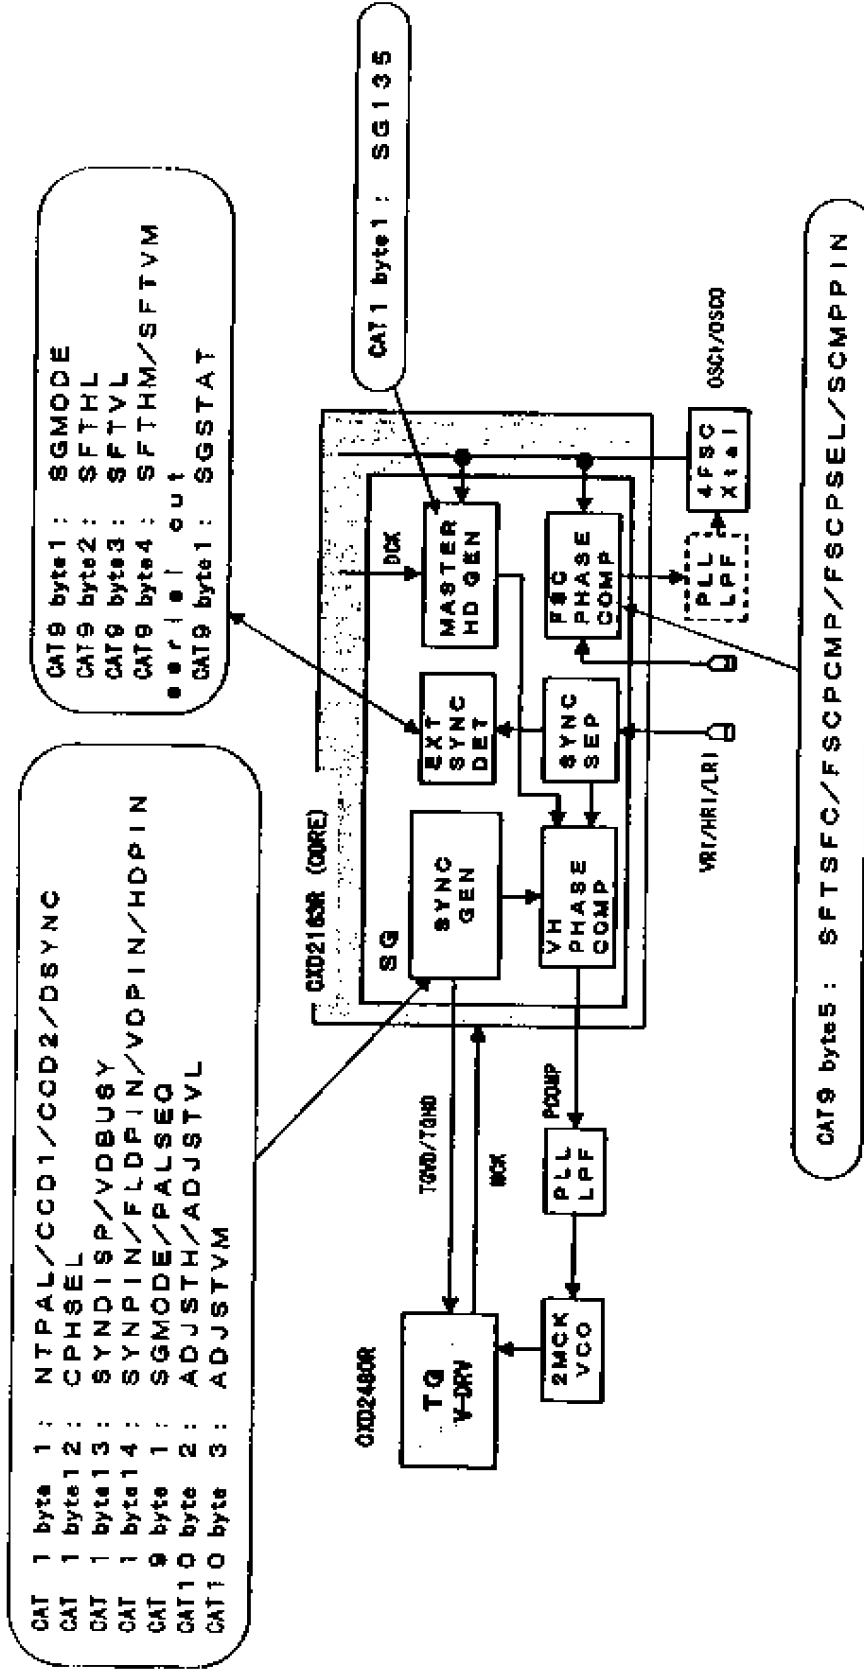 CAT 1 byte 1: NTPAL/CCD1/CCD2/DSYNC
CAT 1 byte12: CPHSEL
CAT 1 byte13: SYNDISP/VDBUSY
CAT 1 byte14: SYNPIN/FLDPIN/VDPIN/HDPIN
CAT 9 byte 1: SGMODE/PALSEQ
CAT10 byte 2: ADJSTH/ADJSTVL
CAT10 byte 3: ADJSTVM
CAT9 byte1: SGMODE
CAT9 byte2: SFTHL
CAT9 byte3: SFTVL
CAT9 byte4: SFTHM/SFTVM
serial out
CAT9 byte1: SGSTAT
CAT1 byte1: SG135
CXD2163R (CORE)
SG
SYNC
GEN
EXT
SYNC
DET
DCK
MASTER
HD GEN
VH
PHASE
COMP
SYNC
SEP
FSC
PHASE
COMP
CXD2480R
TG
V-DRV
TGVD/TGHD
MCK
PCOMP
2MCK
VCO
PLL
LPF
VRI/HRI/LRI
PLL
LPF
4FSC
Xtal
OSCI/OSCO
CAT9 byte5: SFTSFC/FSCPCMP/FSCPSEL/SCMPPIN